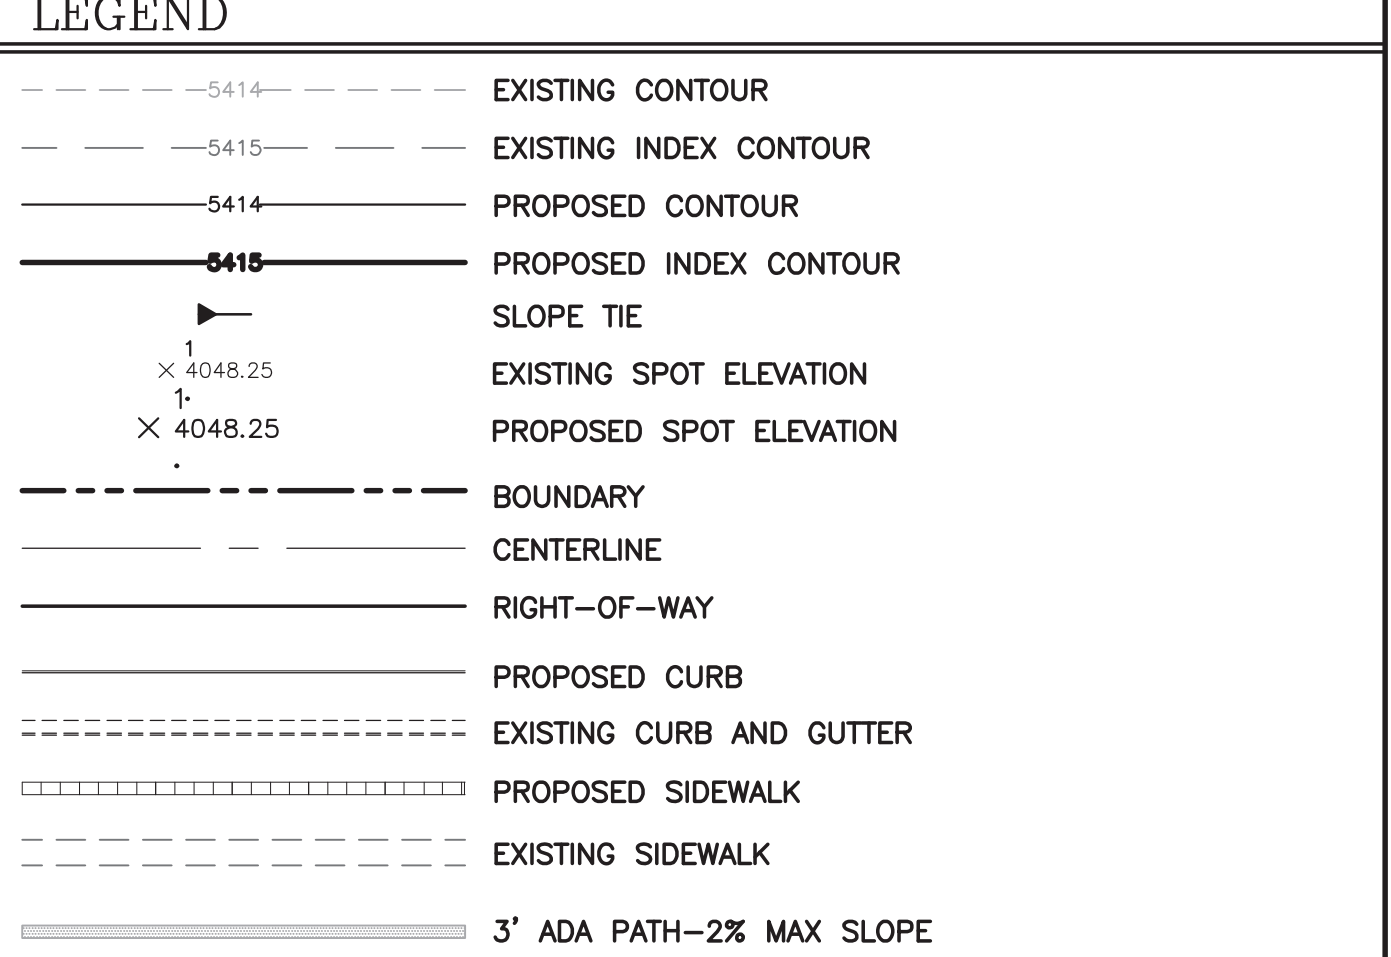 LEGEND
5414 EXISTING CONTOUR
5415 EXISTING INDEX CONTOUR
5414 PROPOSED CONTOUR
5415 PROPOSED INDEX CONTOUR
SLOPE TIE
1
× 4048.25 EXISTING SPOT ELEVATION
1
× 4048.25 PROPOSED SPOT ELEVATION
BOUNDARY
CENTERLINE
RIGHT-OF-WAY
PROPOSED CURB
EXISTING CURB AND GUTTER
PROPOSED SIDEWALK
EXISTING SIDEWALK
3' ADA PATH-2% MAX SLOPE